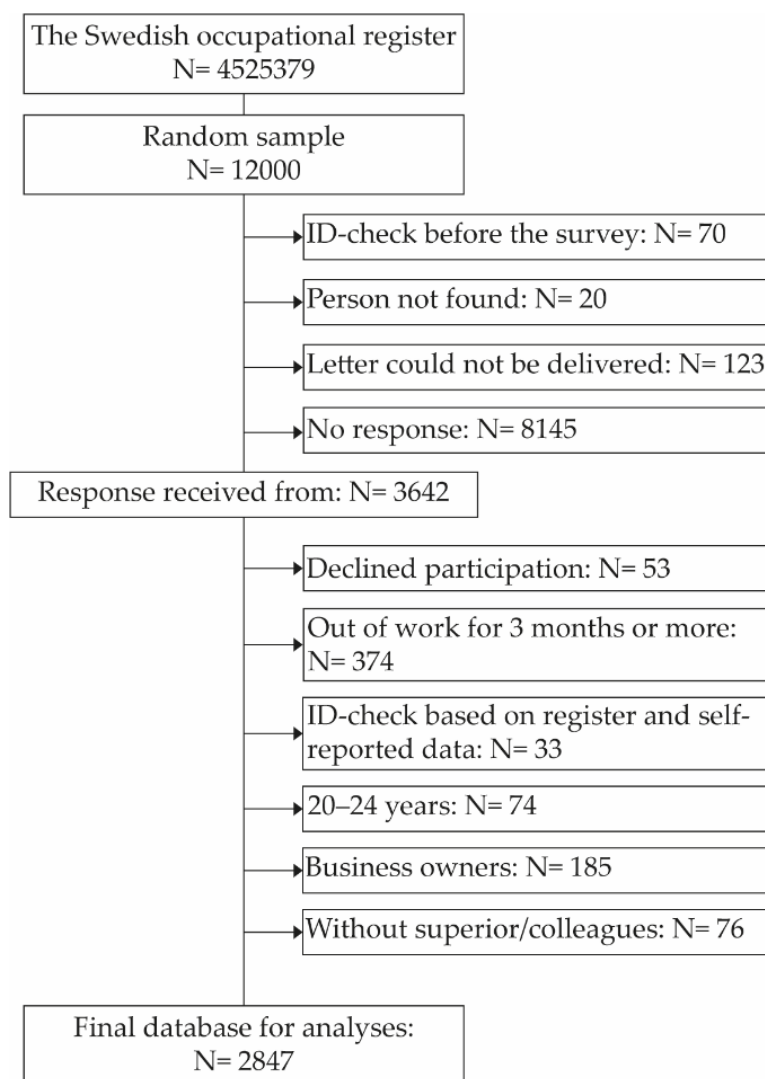 The Swedish occupational register
N= 4525379
Random sample
N= 12000
ID-check before the survey: N= 70
Person not found: N= 20
Letter could not be delivered: N= 123
No response: N= 8145
Response received from: N= 3642
Declined participation: N= 53
Out of work for 3 months or more:
N= 374
ID-check based on register and self-
reported data: N= 33
20–24 years: N= 74
Business owners: N= 185
Without superior/colleagues: N= 76
Final database for analyses:
N= 2847